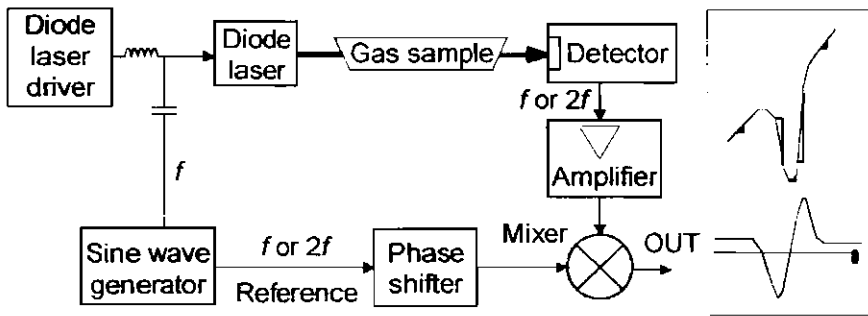 Diode
laser
driver
Diode
laser
Gas sample
Detector
f or 2f
Amplifier
f
Mixer
OUT
Sine wave
generator
f or 2f
Reference
Phase
shifter